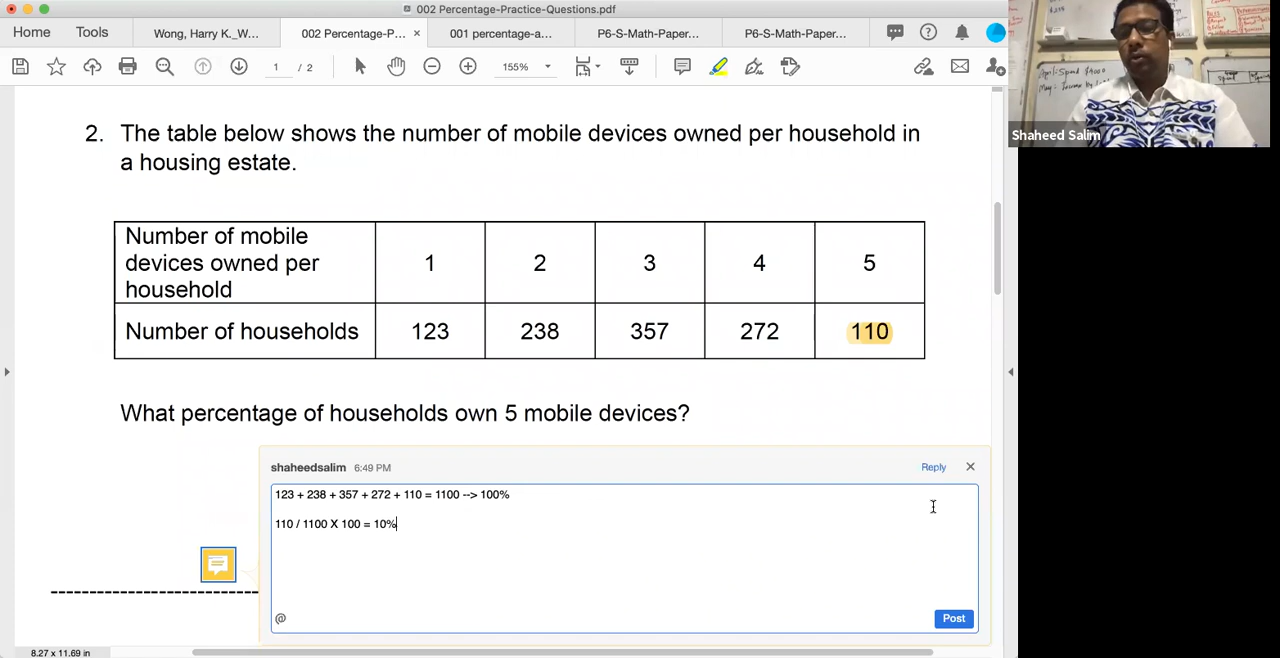 002 Percentage-Practice-Questions.pdf
Home
Tools
Wong, Harry K._W...
002 Percentage-P...
001 percentage-a...
P6-S-Math-Paper...
P6-S-Math-Paper...
1 / 2
155%
2. The table below shows the number of mobile devices owned per household in
a housing estate.
Number of mobile
devices owned per
household
1
2
3
4
5
Number of households
123
238
357
272
110
What percentage of households own 5 mobile devices?
shaheedsalim 6:49 PM
Reply
123 + 238 + 357 + 272 + 110 = 1100 --> 100%
110 / 1100 X 100 = 10%
@
Post
8.27 x 11.69 in
April: Spend $4000
Shaheed Salim